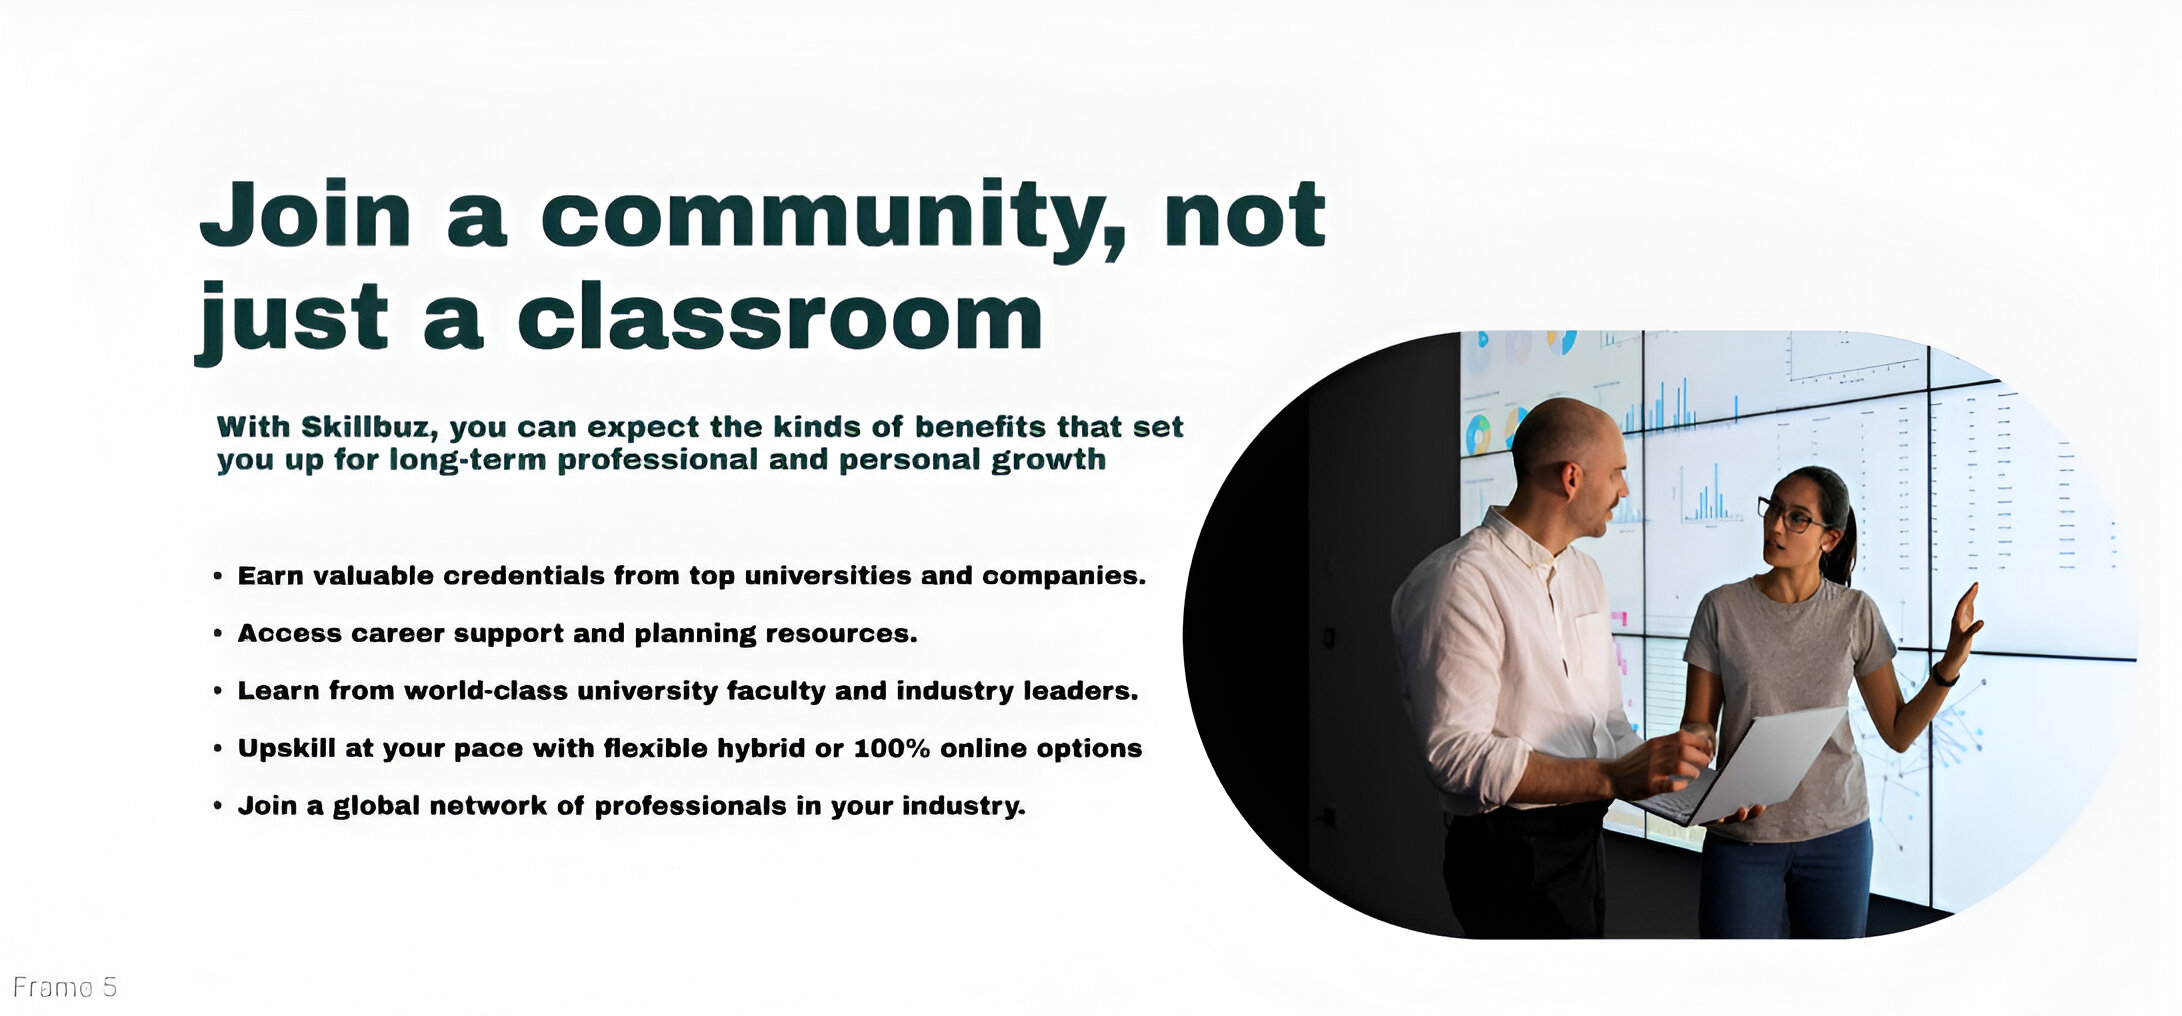 Join a community, not
just a classroom
With Skillbuz, you can expect the kinds of benefits that set
you up for long-term professional and personal growth
• Earn valuable credentials from top universities and companies.
• Access career support and planning resources.
• Learn from world-class university faculty and industry leaders.
• Upskill at your pace with flexible hybrid or 100% online options
• Join a global network of professionals in your industry.
Frame 5